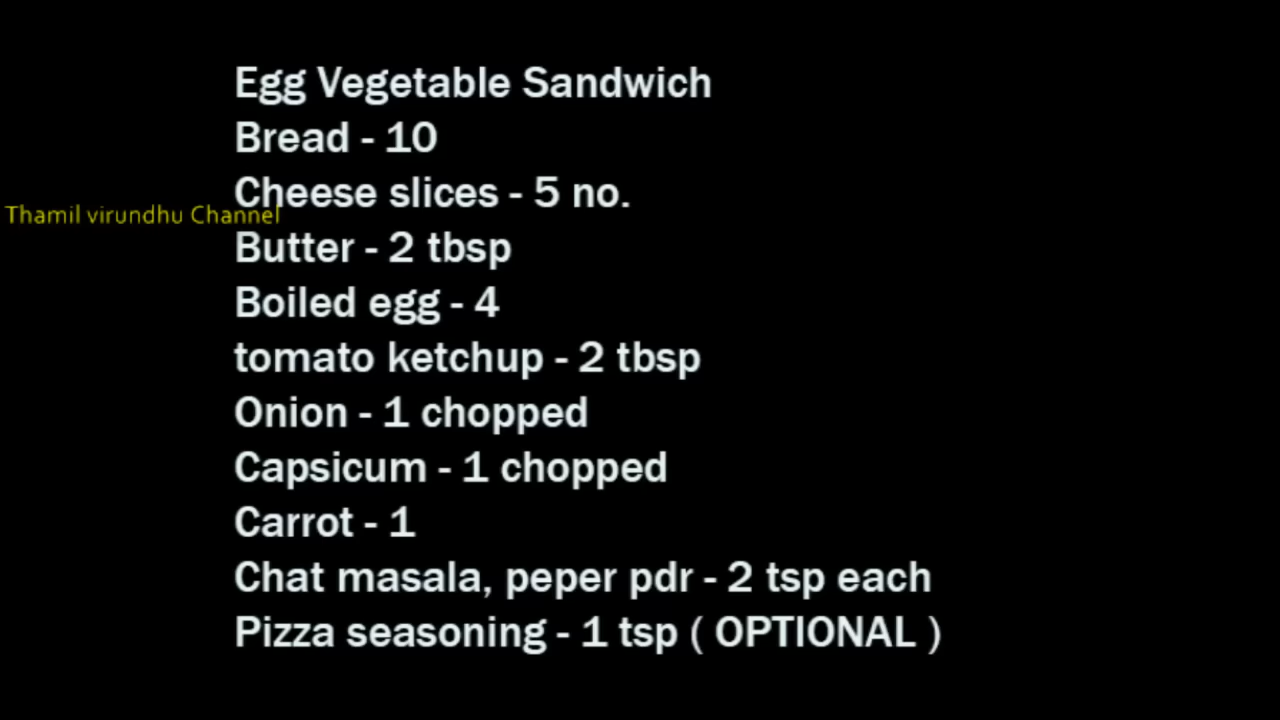 Egg Vegetable Sandwich
Bread - 10
Cheese slices - 5 no.
Thamil virundhu Channel
Butter - 2 tbsp
Boiled egg - 4
tomato ketchup - 2 tbsp
Onion - 1 chopped
Capsicum - 1 chopped
Carrot - 1
Chat masala, peper pdr - 2 tsp each
Pizza seasoning - 1 tsp ( OPTIONAL )